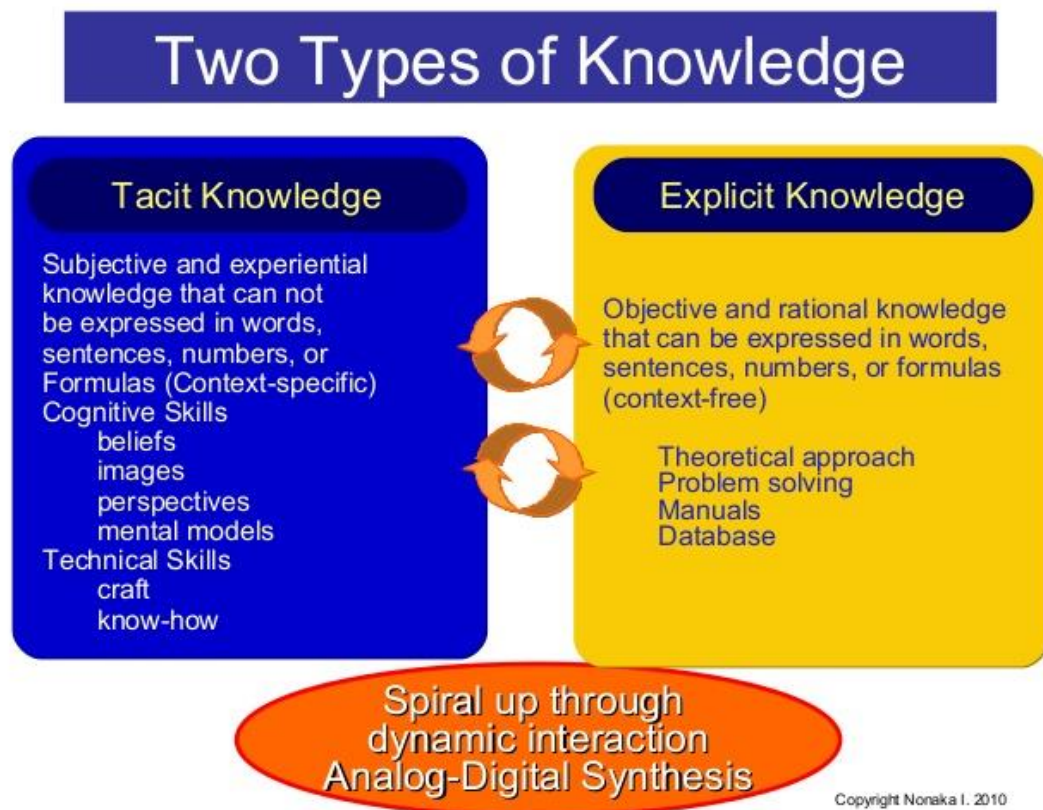 Two Types of Knowledge
Tacit Knowledge
Subjective and experiential
knowledge that can not
be expressed in words,
sentences, numbers, or
Formulas (Context-specific)
Cognitive Skills
beliefs
images
perspectives
mental models
Technical Skills
craft
know-how
Explicit Knowledge
Objective and rational knowledge
that can be expressed in words,
sentences, numbers, or formulas
(context-free)
Theoretical approach
Problem solving
Manuals
Database
Spiral up through
dynamic interaction
Analog-Digital Synthesis
Copyright Nonaka I. 2010